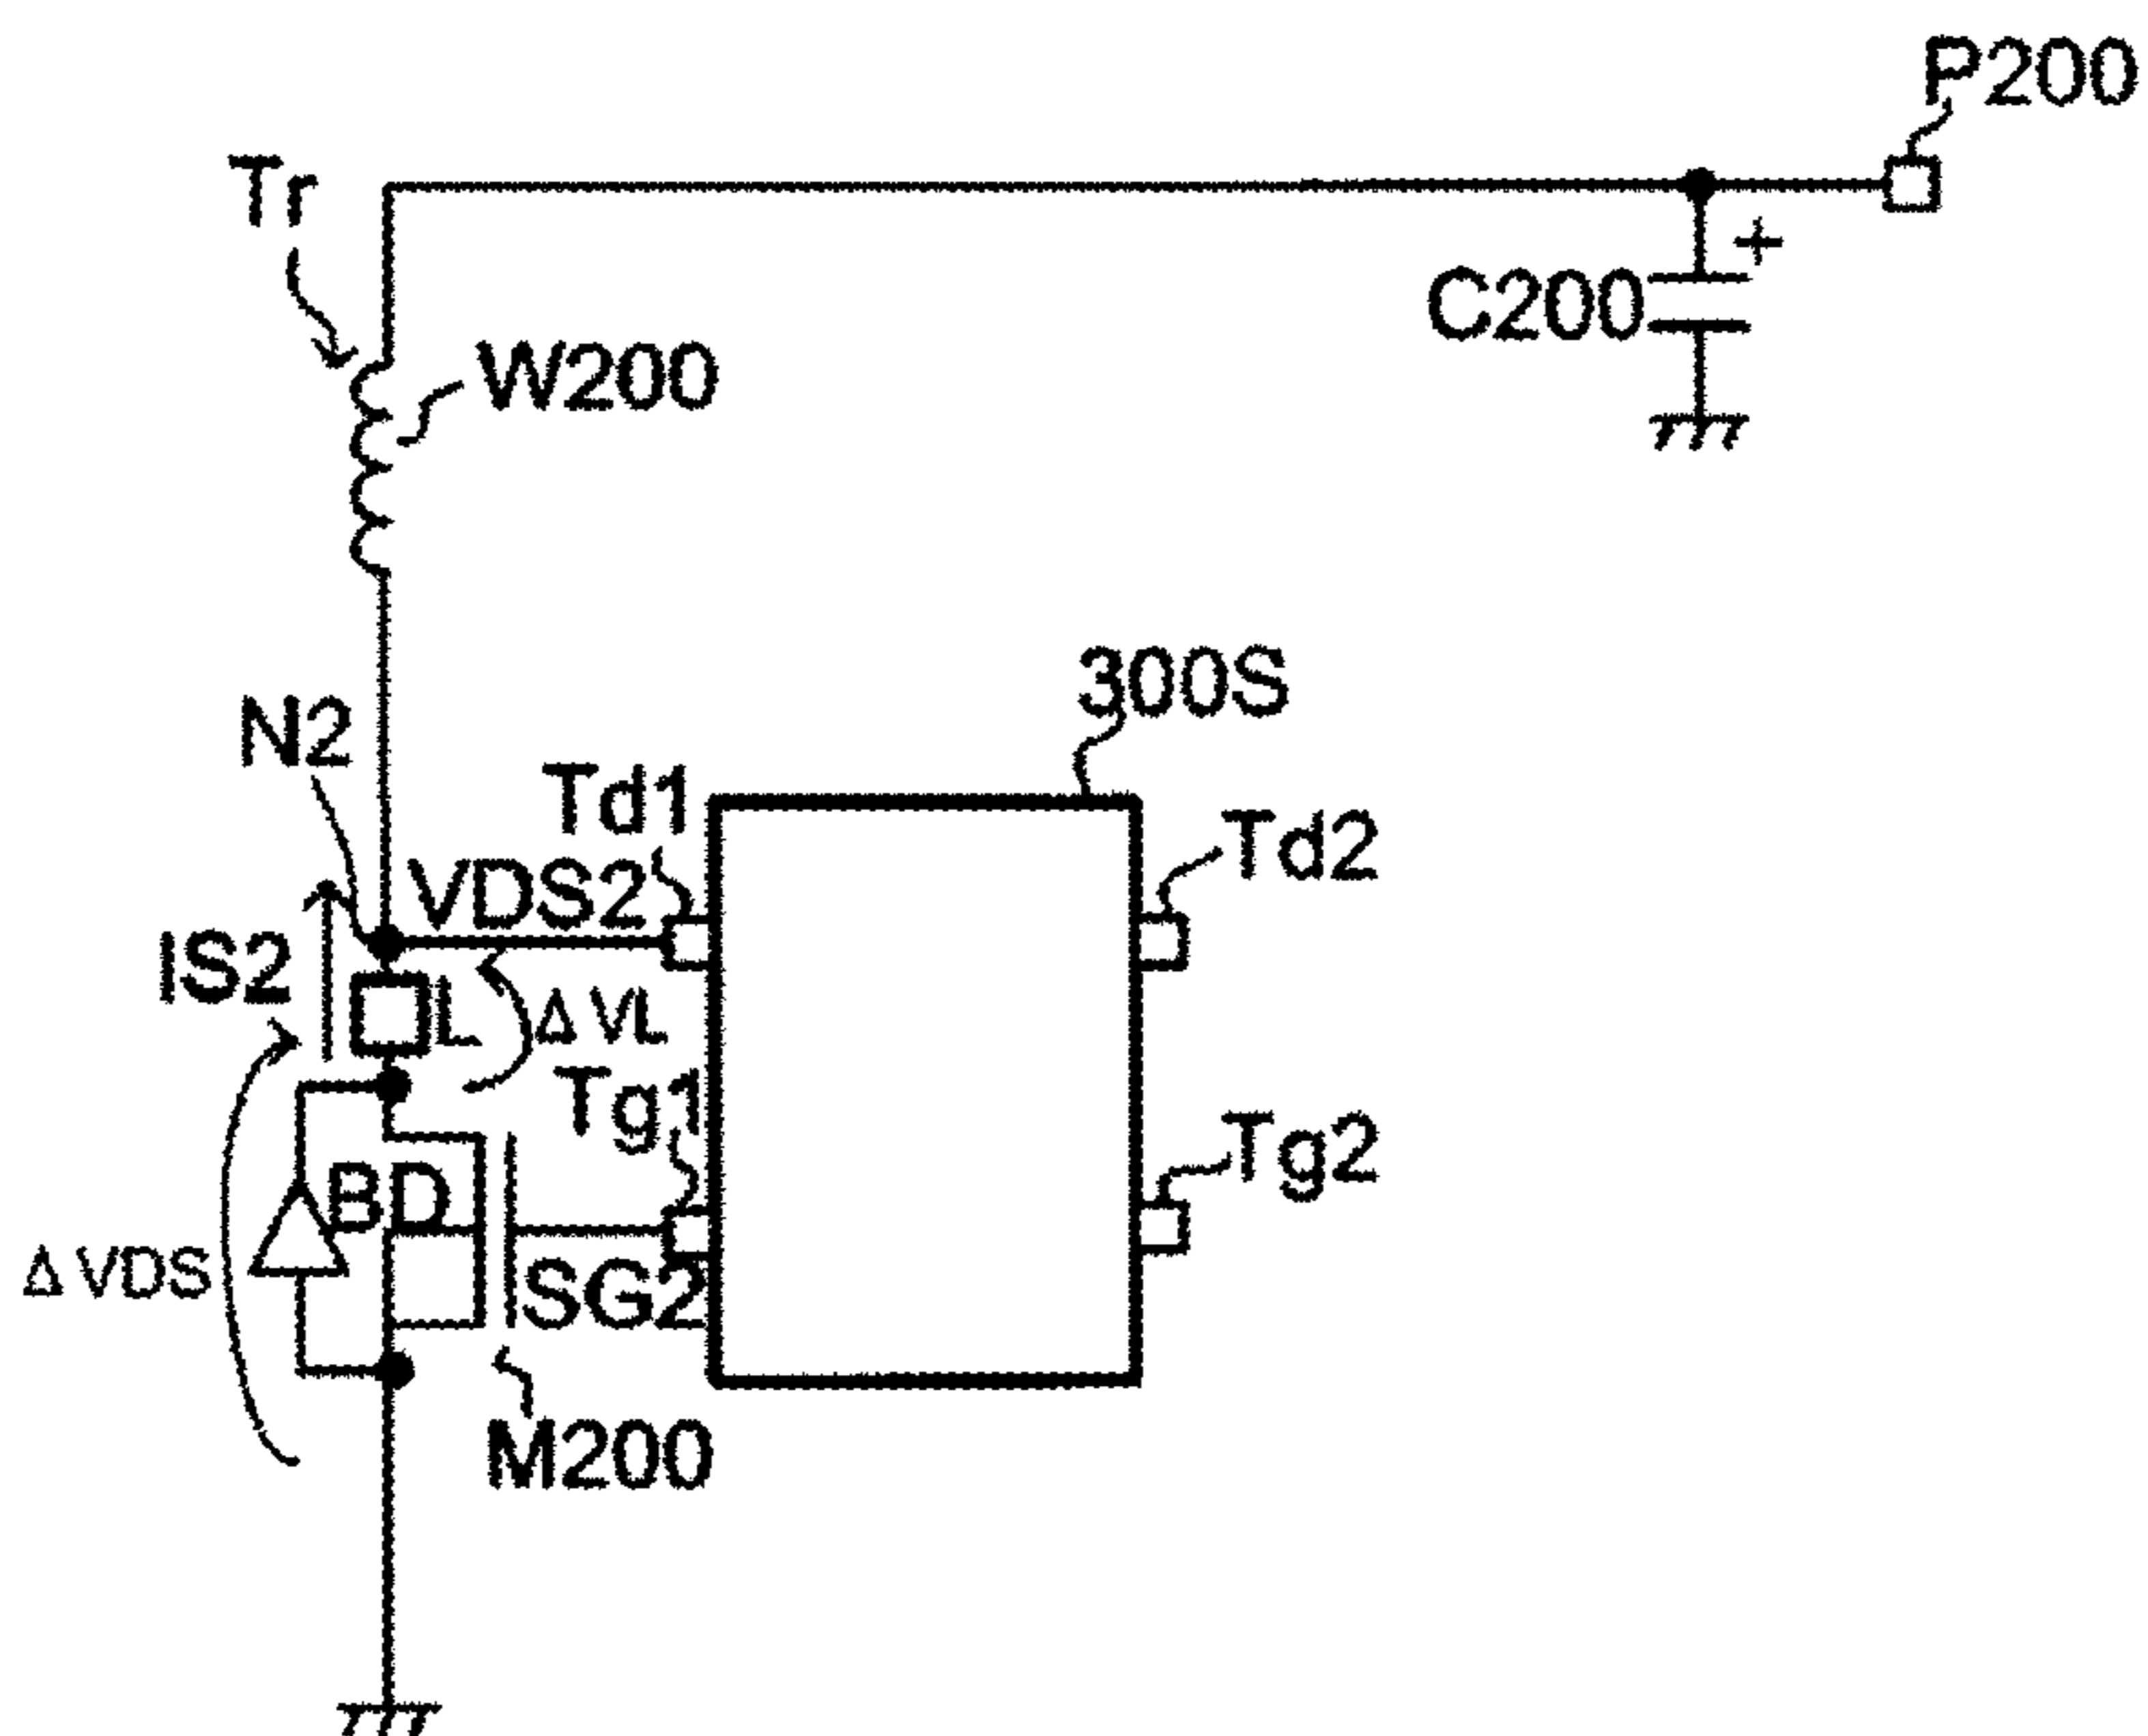 P200
Tr
+
C200
W200
300S
N2
Td1
Td2
VDS2
IS2
L
ΔVL
Tg1
Tg2
BD
ΔVDS
SG2
M200